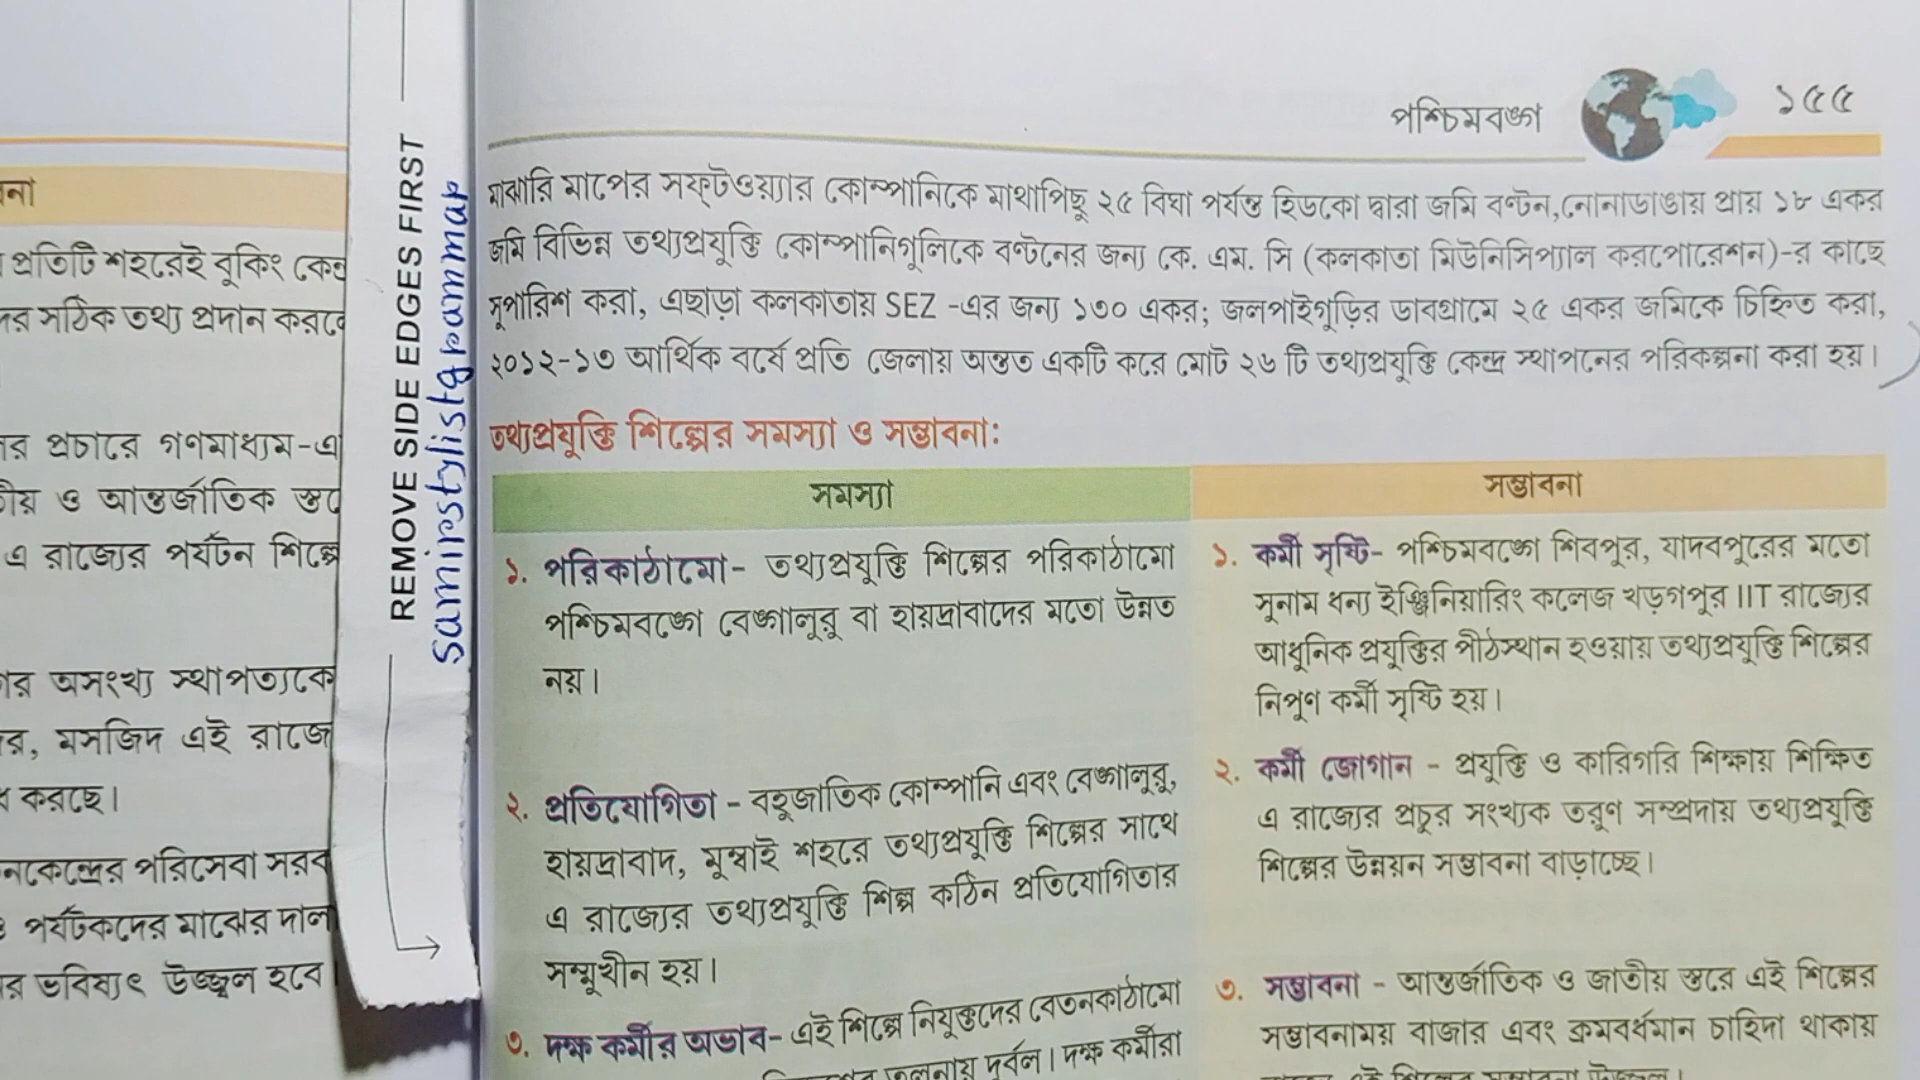 না
প্রতিটি শহরেই বুকিং
সঠিক তথ্য প্রদান
প্রচারে গণমাধ্যম-এ
ও আন্তর্জাতিক
এ রাজ্যের পর্যটন শিল্পে
অসংখ্য স্থাপত্যকে
মসজিদ এই
করছে।
পরিসেবা
পর্যটকদের মাঝের
ভবিষ্যৎ উজ্জ্বল হবে
REMOVE SIDE EDGES FIRST
samirstylistgrammar
পশ্চিমবঙ্গ ১৫৫
মাঝারি মাপের সফ্‌টওয়্যার কোম্পানিকে মাথাপিছু ২৫ বিঘা পর্যন্ত হিডকো দ্বারা জমি বণ্টন,নোনাডাঙায় প্রায় ১৮ একর
জমি বিভিন্ন তথ্যপ্রযুক্তি কোম্পানিগুলিকে বণ্টনের জন্য কে. এম. সি (কলকাতা মিউনিসিপ্যাল করপোরেশন)-র কাছে
সুপারিশ করা, এছাড়া কলকাতায় SEZ -এর জন্য ১৩০ একর; জলপাইগুড়ির ডাবগ্রামে ২৫ একর জমিকে চিহ্নিত করা,
২০১২-১৩ আর্থিক বর্ষে প্রতি জেলায় অন্তত একটি করে মোট ২৬ টি তথ্যপ্রযুক্তি কেন্দ্র স্থাপনের পরিকল্পনা করা হয়।
তথ্যপ্রযুক্তি শিল্পের সমস্যা ও সম্ভাবনা:
সমস্যা
১. পরিকাঠামো- তথ্যপ্রযুক্তি শিল্পের পরিকাঠামো
পশ্চিমবঙ্গে বেঙ্গালুরু বা হায়দ্রাবাদের মতো উন্নত
নয়।
২. প্রতিযোগিতা - বহুজাতিক কোম্পানি এবং বেঙ্গালুরু,
হায়দ্রাবাদ, মুম্বাই শহরে তথ্যপ্রযুক্তি শিল্পের সাথে
এ রাজ্যের তথ্যপ্রযুক্তি শিল্প কঠিন প্রতিযোগিতার
সম্মুখীন হয়।
৩. দক্ষ কর্মীর অভাব- এই শিল্পে নিযুক্তদের বেতনকাঠামো
তুলনায় দুর্বল। দক্ষ কর্মীরা
সম্ভাবনা
১. কর্মী সৃষ্টি- পশ্চিমবঙ্গে শিবপুর, যাদবপুরের মতো
সুনাম ধন্য ইঞ্জিনিয়ারিং কলেজ খড়গপুর IIT রাজ্যের
আধুনিক প্রযুক্তির পীঠস্থান হওয়ায় তথ্যপ্রযুক্তি শিল্পের
নিপুণ কর্মী সৃষ্টি হয়।
২. কর্মী জোগান - প্রযুক্তি ও কারিগরি শিক্ষায় শিক্ষিত
এ রাজ্যের প্রচুর সংখ্যক তরুণ সম্প্রদায় তথ্যপ্রযুক্তি
শিল্পের উন্নয়ন সম্ভাবনা বাড়াচ্ছে।
৩. সম্ভাবনা - আন্তর্জাতিক ও জাতীয় স্তরে এই শিল্পের
সম্ভাবনাময় বাজার এবং ক্রমবর্ধমান চাহিদা থাকায়
এই শিল্পের সম্ভাবনা উজ্জ্বল।